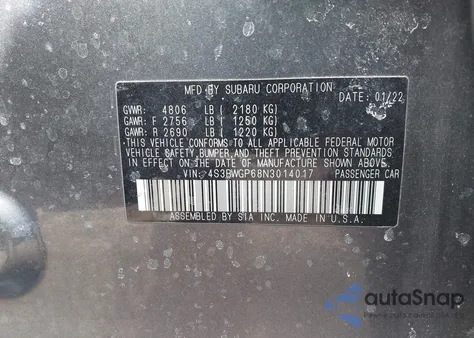 MFD. BY SUBARU CORPORATION
DATE: 01/22
GVWR: 4806 LB ( 2180 KG)
GAWR: F 2756 LB ( 1250 KG)
GAWR: R 2690 LB ( 1220 KG)
THIS VEHICLE CONFORMS TO ALL APPLICABLE FEDERAL MOTOR
VEHICLE SAFETY, BUMPER, AND THEFT PREVENTION STANDARDS
IN EFFECT ON THE DATE OF MANUFACTURE SHOWN ABOVE.
VIN: 4S3BWGP68N3014017 PASSENGER CAR
ASSEMBLED BY SIA INC. MADE IN U.S.A.
autoSnap